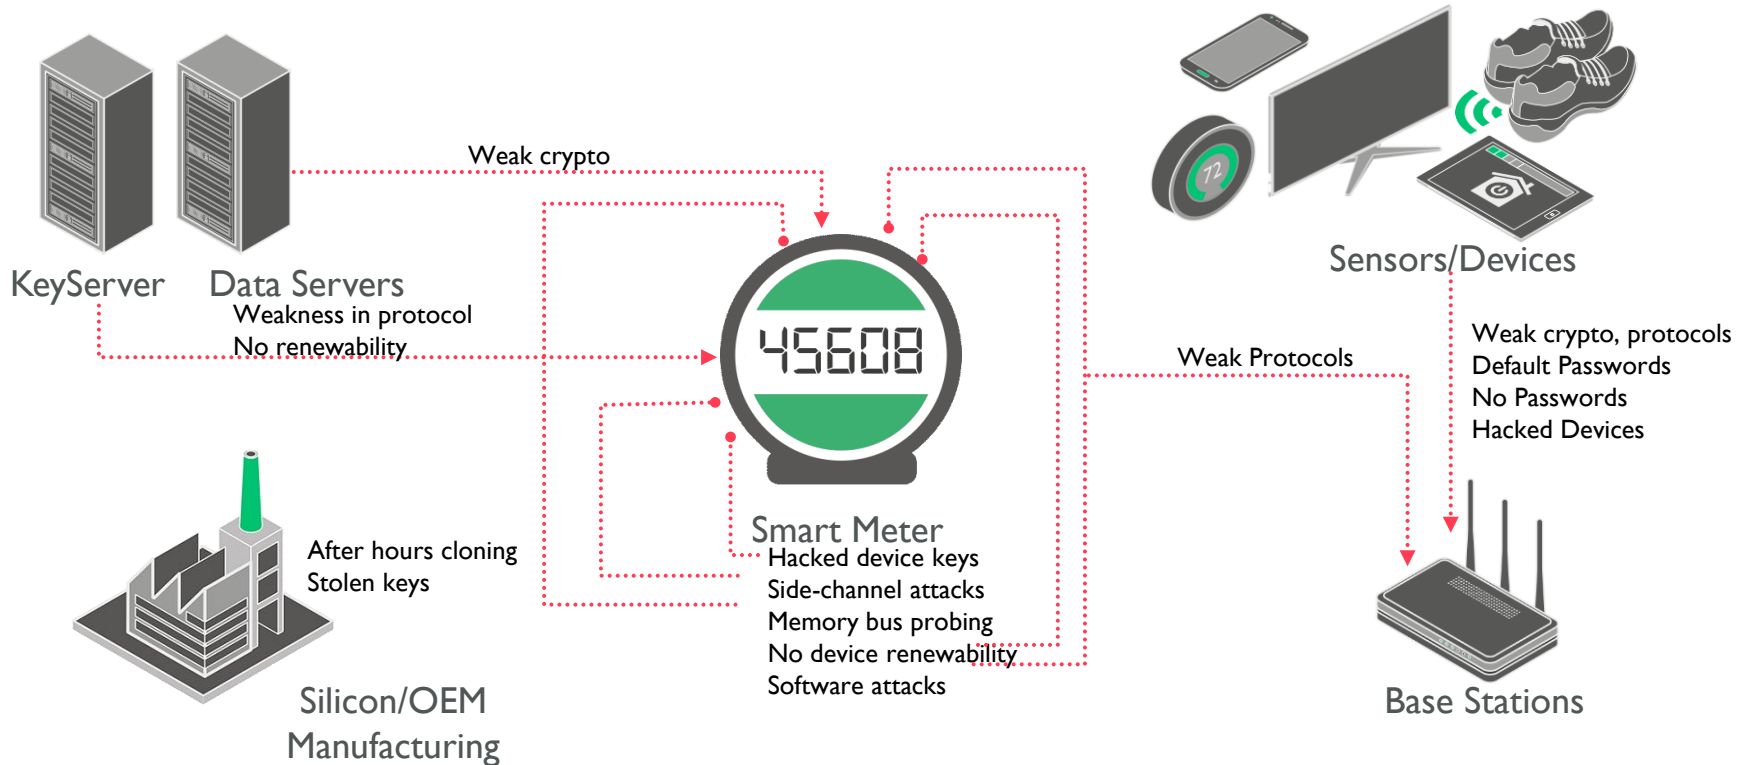 Weak crypto
72
KeyServer
Data Servers
Weakness in protocol
No renewability
45608
Sensors/Devices
Weak Protocols
Weak crypto, protocols
Default Passwords
No Passwords
Hacked Devices
After hours cloning
Stolen keys
Silicon/OEM
Manufacturing
Smart Meter
Hacked device keys
Side-channel attacks
Memory bus probing
No device renewability
Software attacks
Base Stations